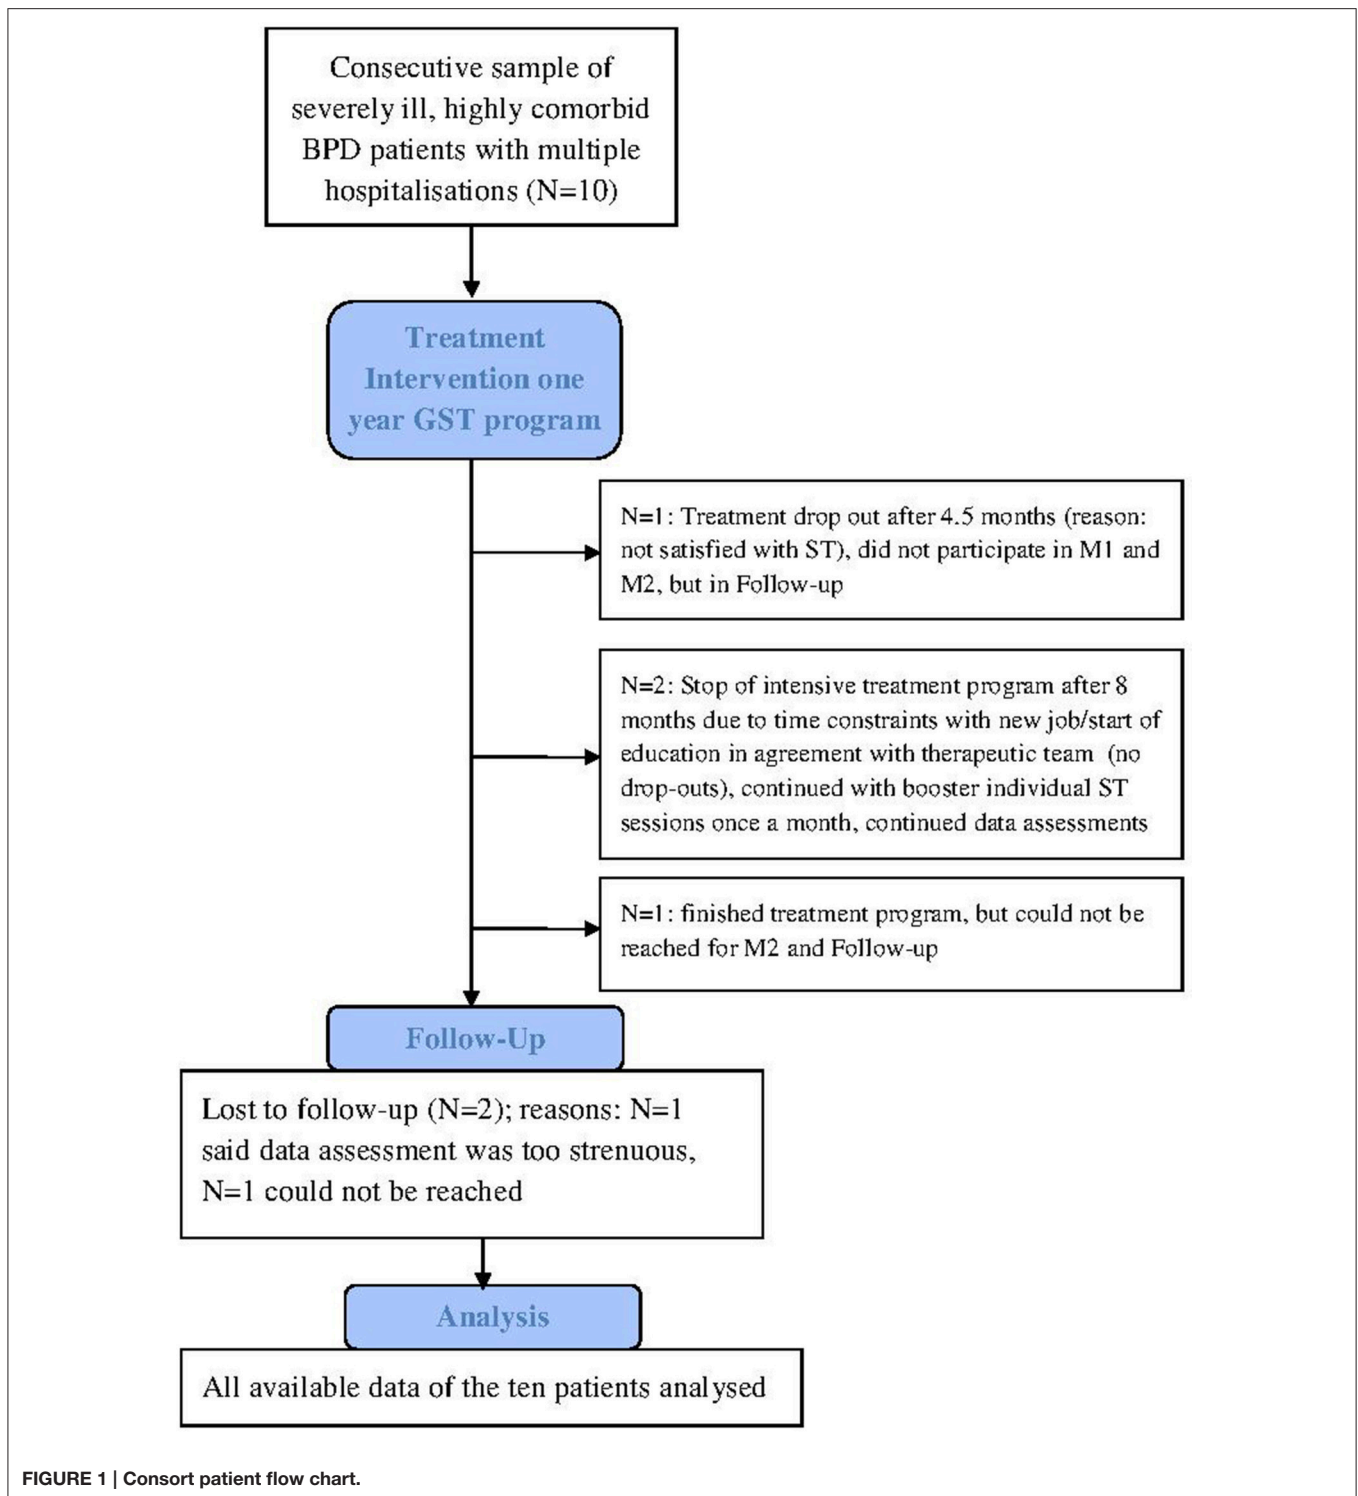 Consecutive sample of
severely ill, highly comorbid
BPD patients with multiple
hospitalisations (N=10)
Treatment
Intervention one
year GST program
N=1: Treatment drop out after 4.5 months (reason:
not satisfied with ST), did not participate in M1 and
M2, but in Follow-up
N=2: Stop of intensive treatment program after 8
months due to time constraints with new job/start of
education in agreement with therapeutic team (no
drop-outs), continued with booster individual ST
sessions once a month, continued data assessments
N=1: finished treatment program, but could not be
reached for M2 and Follow-up
Follow-Up
Lost to follow-up (N=2); reasons: N=1
said data assessment was too strenuous,
N=1 could not be reached
Analysis
All available data of the ten patients analysed
FIGURE 1 | Consort patient flow chart.